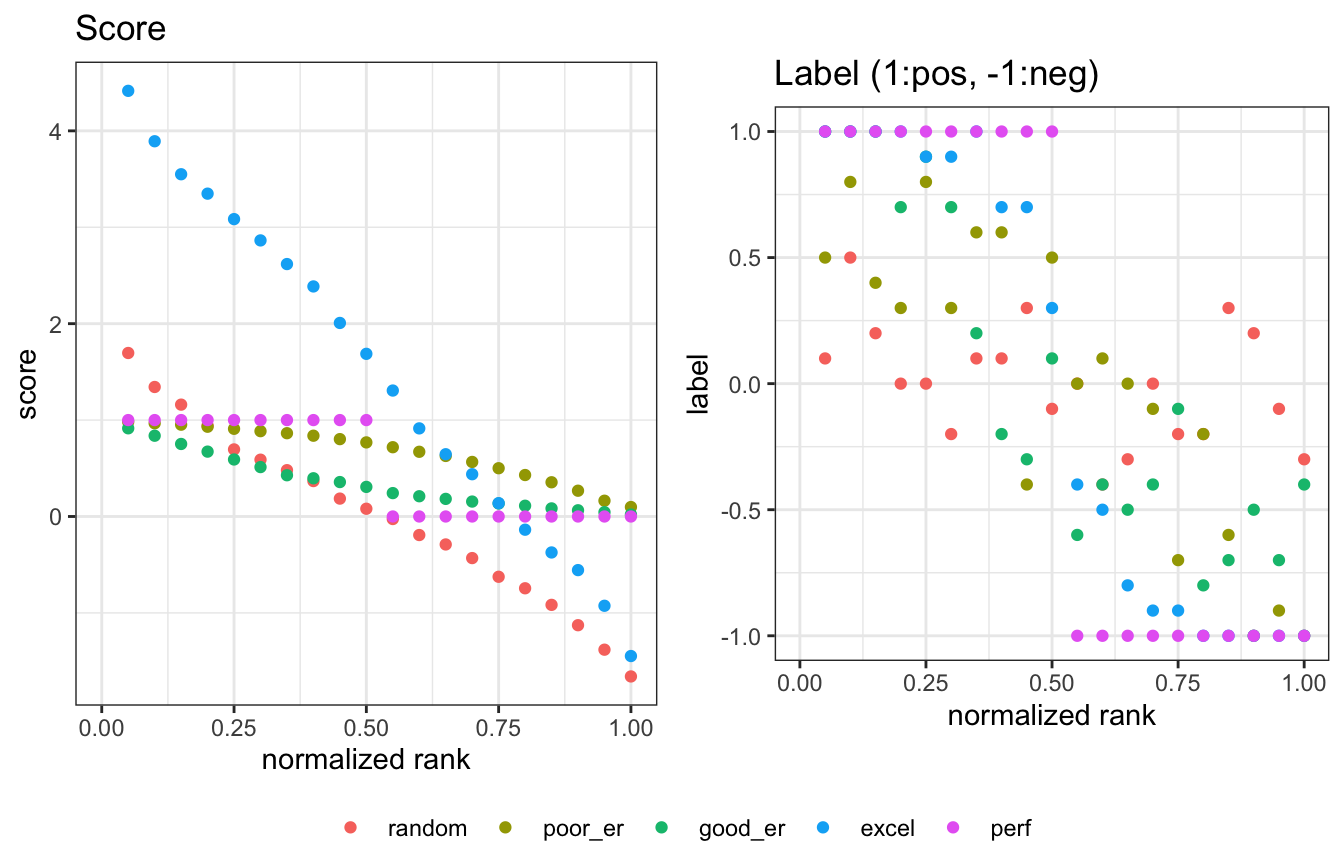 Score
4
2
0
score
0.00 0.25 0.50 0.75 1.00
normalized rank
Label (1:pos, -1:neg)
1.0
0.5
0.0
-0.5
-1.0
label
0.00 0.25 0.50 0.75 1.00
normalized rank
random poor_er good_er excel perf